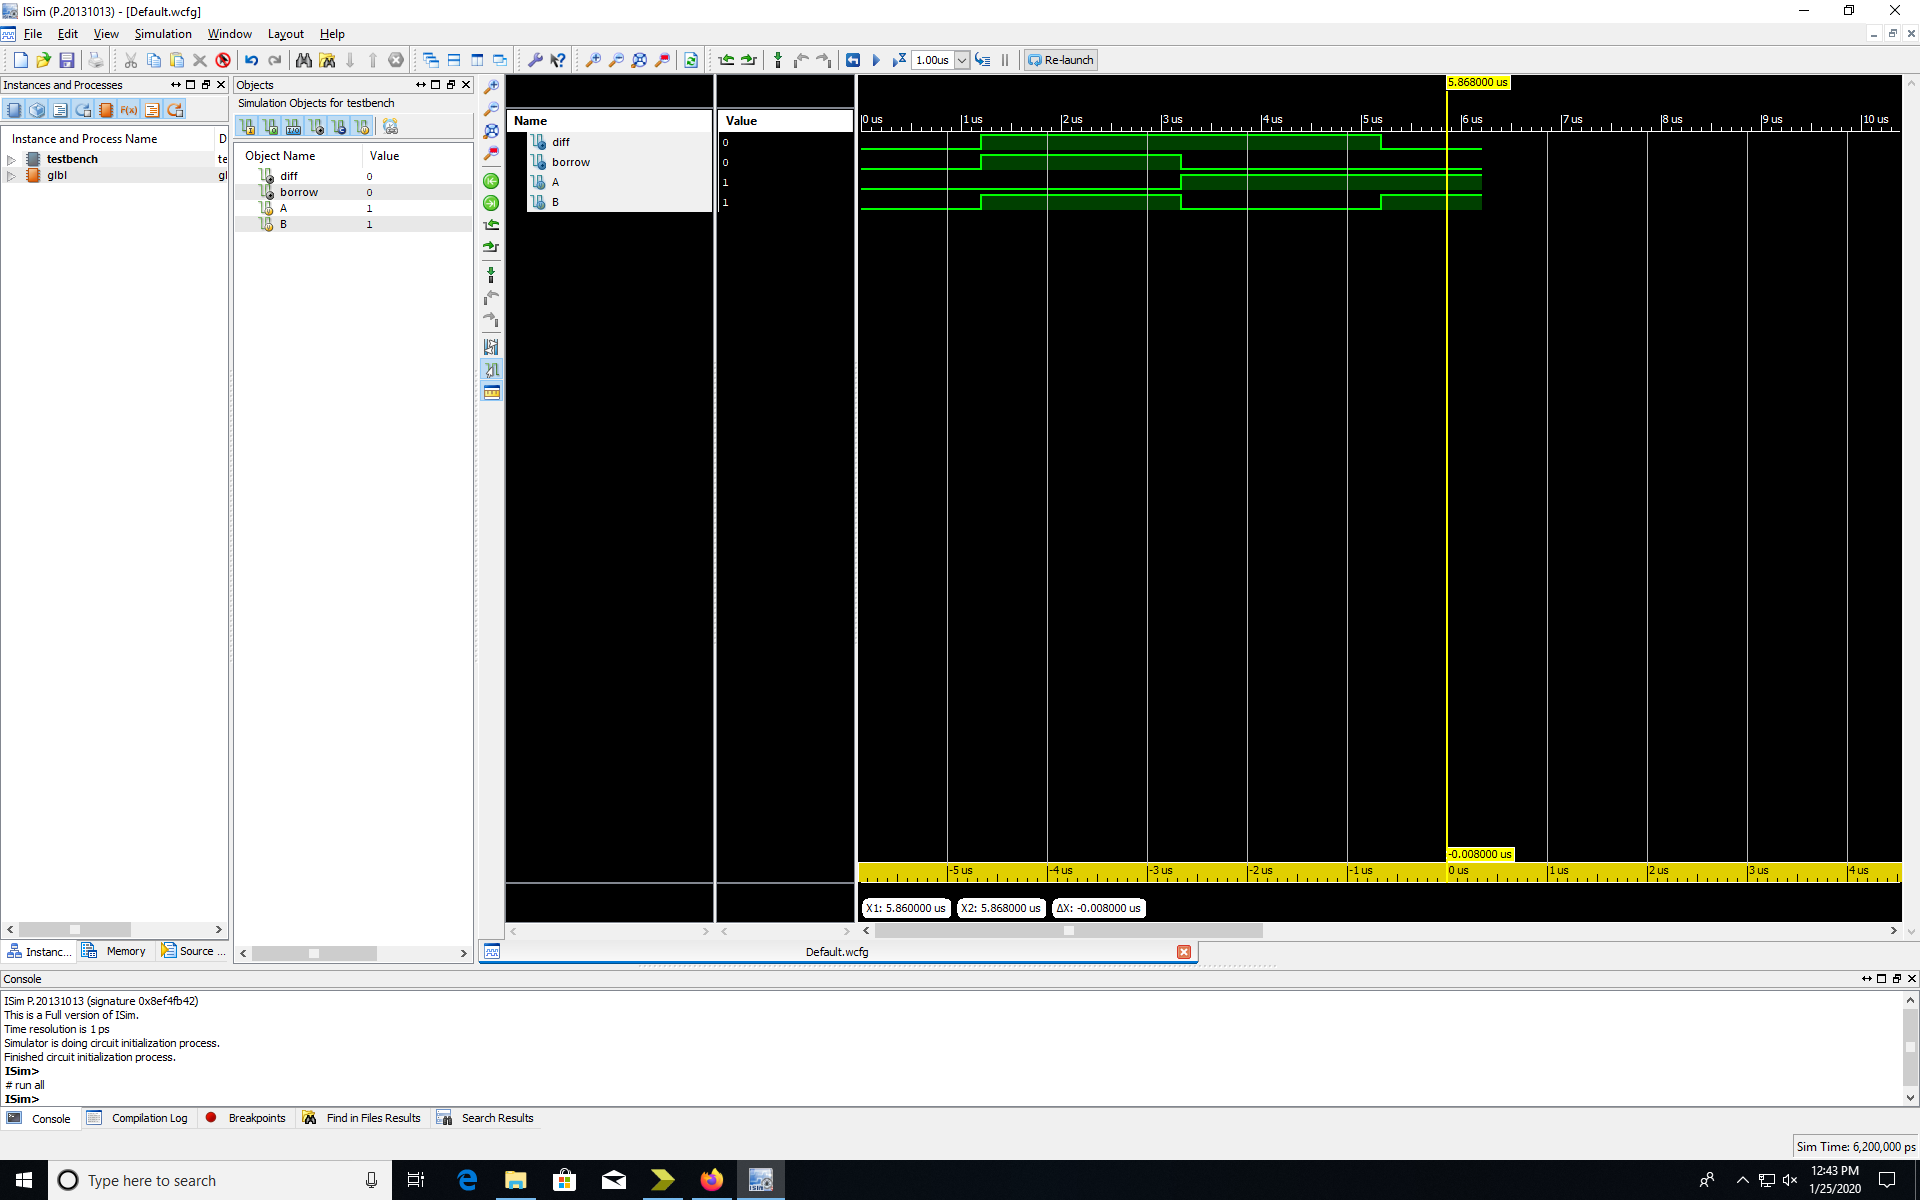 ISim (P.20131013) - [Default.wcfg]
File Edit View Simulation Window Layout Help
1.00us Re-launch
Instances and Processes
Instance and Process Name D
testbench te
glbl gl
Instanc... Memory Source ...
Objects
Simulation Objects for testbench
Object Name Value
diff 0
borrow 0
A 1
B 1
Name Value
diff 0
borrow 0
A 1
B 1
5.868000 us
0 us 1 us 2 us 3 us 4 us 5 us 6 us 7 us 8 us 9 us 10 us
-0.008000 us
-5 us -4 us -3 us -2 us -1 us 0 us 1 us 2 us 3 us 4 us
X1: 5.860000 us X2: 5.868000 us ΔX: -0.008000 us
Default.wcfg
Console
ISim P.20131013 (signature 0x8ef4fb42)
This is a Full version of ISim.
Time resolution is 1 ps
Simulator is doing circuit initialization process.
Finished circuit initialization process.
ISim>
# run all
ISim>
Console Compilation Log Breakpoints Find in Files Results Search Results
Sim Time: 6,200,000 ps
Type here to search
12:43 PM
1/25/2020